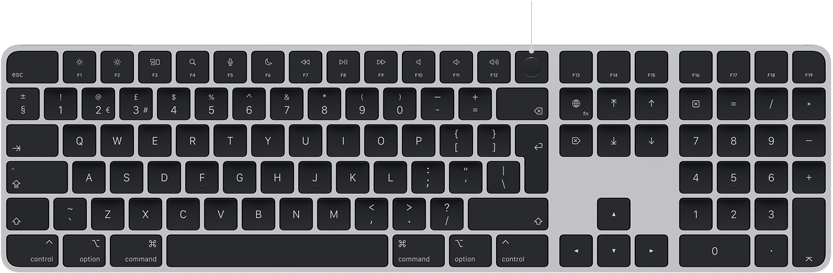 esc F1 F2 F3 F4 F5 F6 F7 F8 F9 F10 F11 F12 F13 F14 F15 F16 F17 F18 F19
± ! @ £ $ % ^ & * ( ) — +
§ 1 2 € 3 # 4 5 6 7 8 9 0 - = fn = / *
Q W E R T Y U I O P { } 7 8 9 −
[ ]
A S D F G H J K L : " | 4 5 6 +
; ' \
~ Z X C V B N M < > ? 1 2 3
` , . /
control option command command option control 0 .